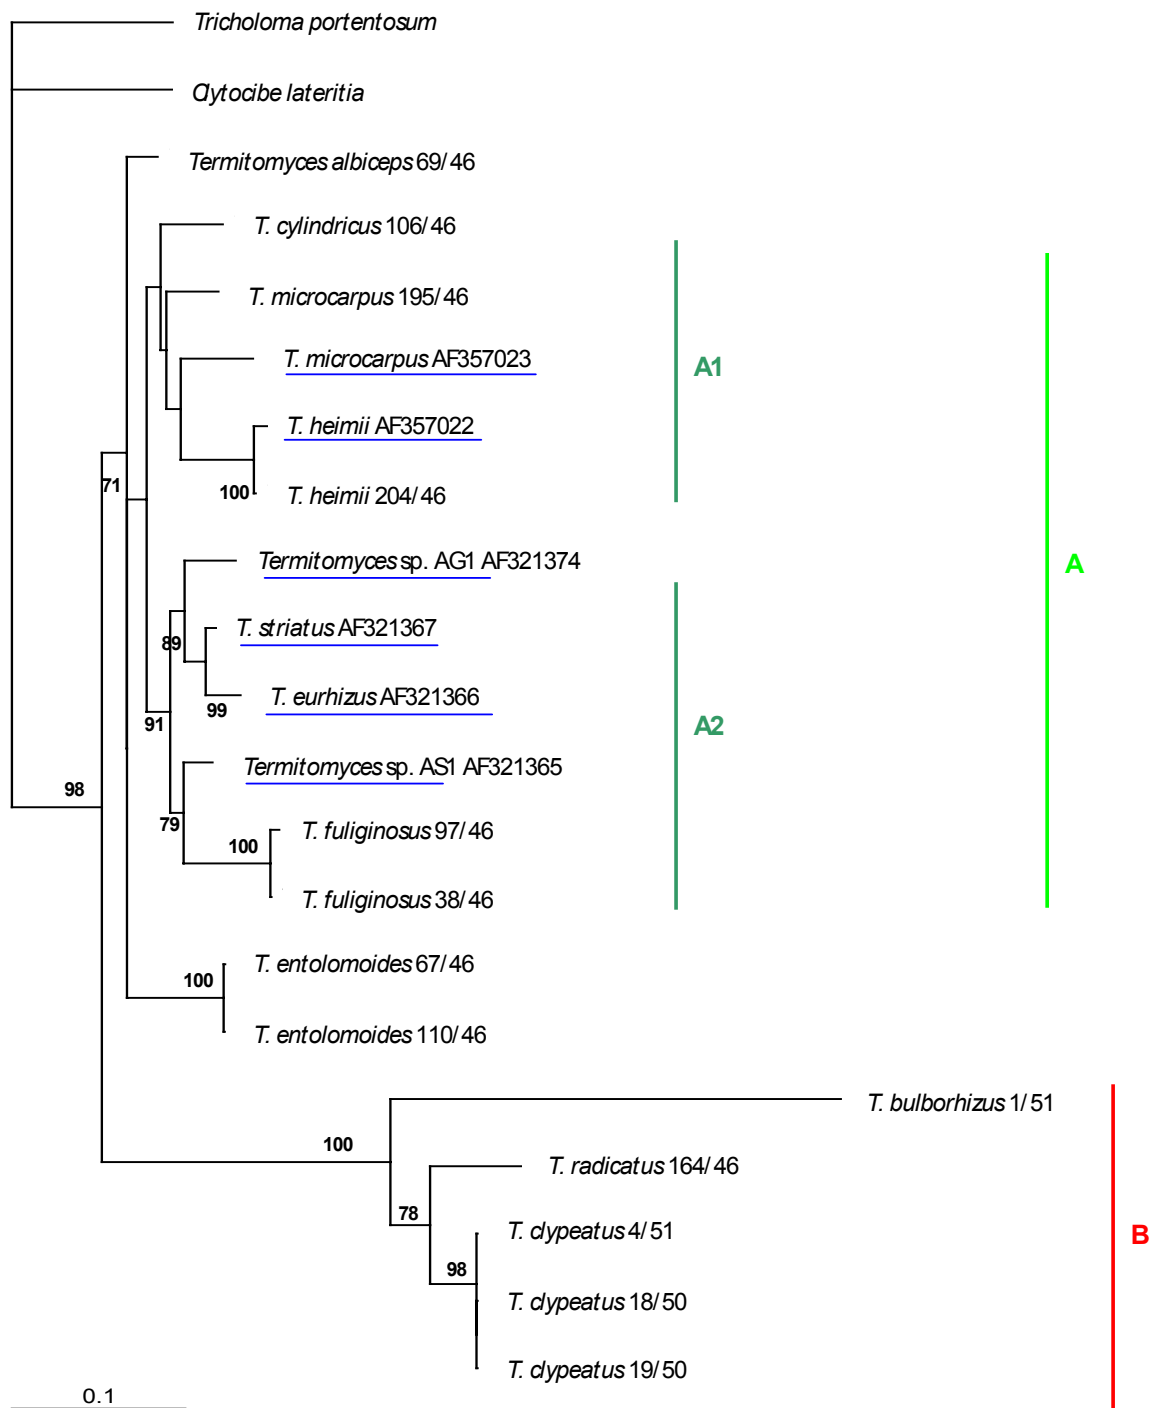 Tricholoma portentosum
Clytocibe lateritia
Termitomyces albiceps 69/46
T. cylindricus 106/46
T. microcarpus 195/46
T. microcarpus AF357023
A1
T. heimii AF357022
T. heimii 204/46
71
100
Termitomyces sp. AG1 AF321374
A
T. striatus AF321367
89
T. eurhizus AF321366
99
91
A2
Termitomyces sp. AS1 AF321365
98
79
T. fuliginosus 97/46
100
T. fuliginosus 38/46
T. entolomoides 67/46
100
T. entolomoides 110/46
T. bulborhizus 1/51
100
T. radicatus 164/46
78
T. clypeatus 4/51
B
98
T. clypeatus 18/50
T. clypeatus 19/50
0.1